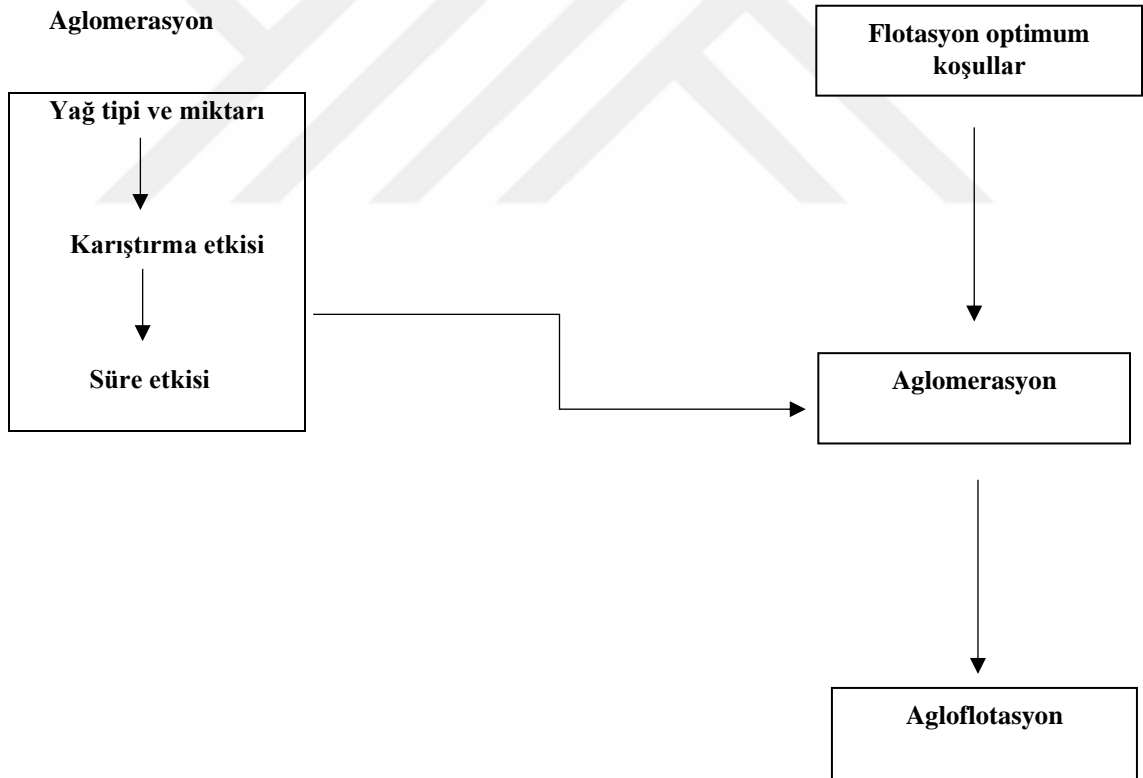 Aglomerasyon
Yağ tipi ve miktarı
Karıştırma etkisi
Süre etkisi
Flotasyon optimum
koşullar
Aglomerasyon
Agloflotasyon